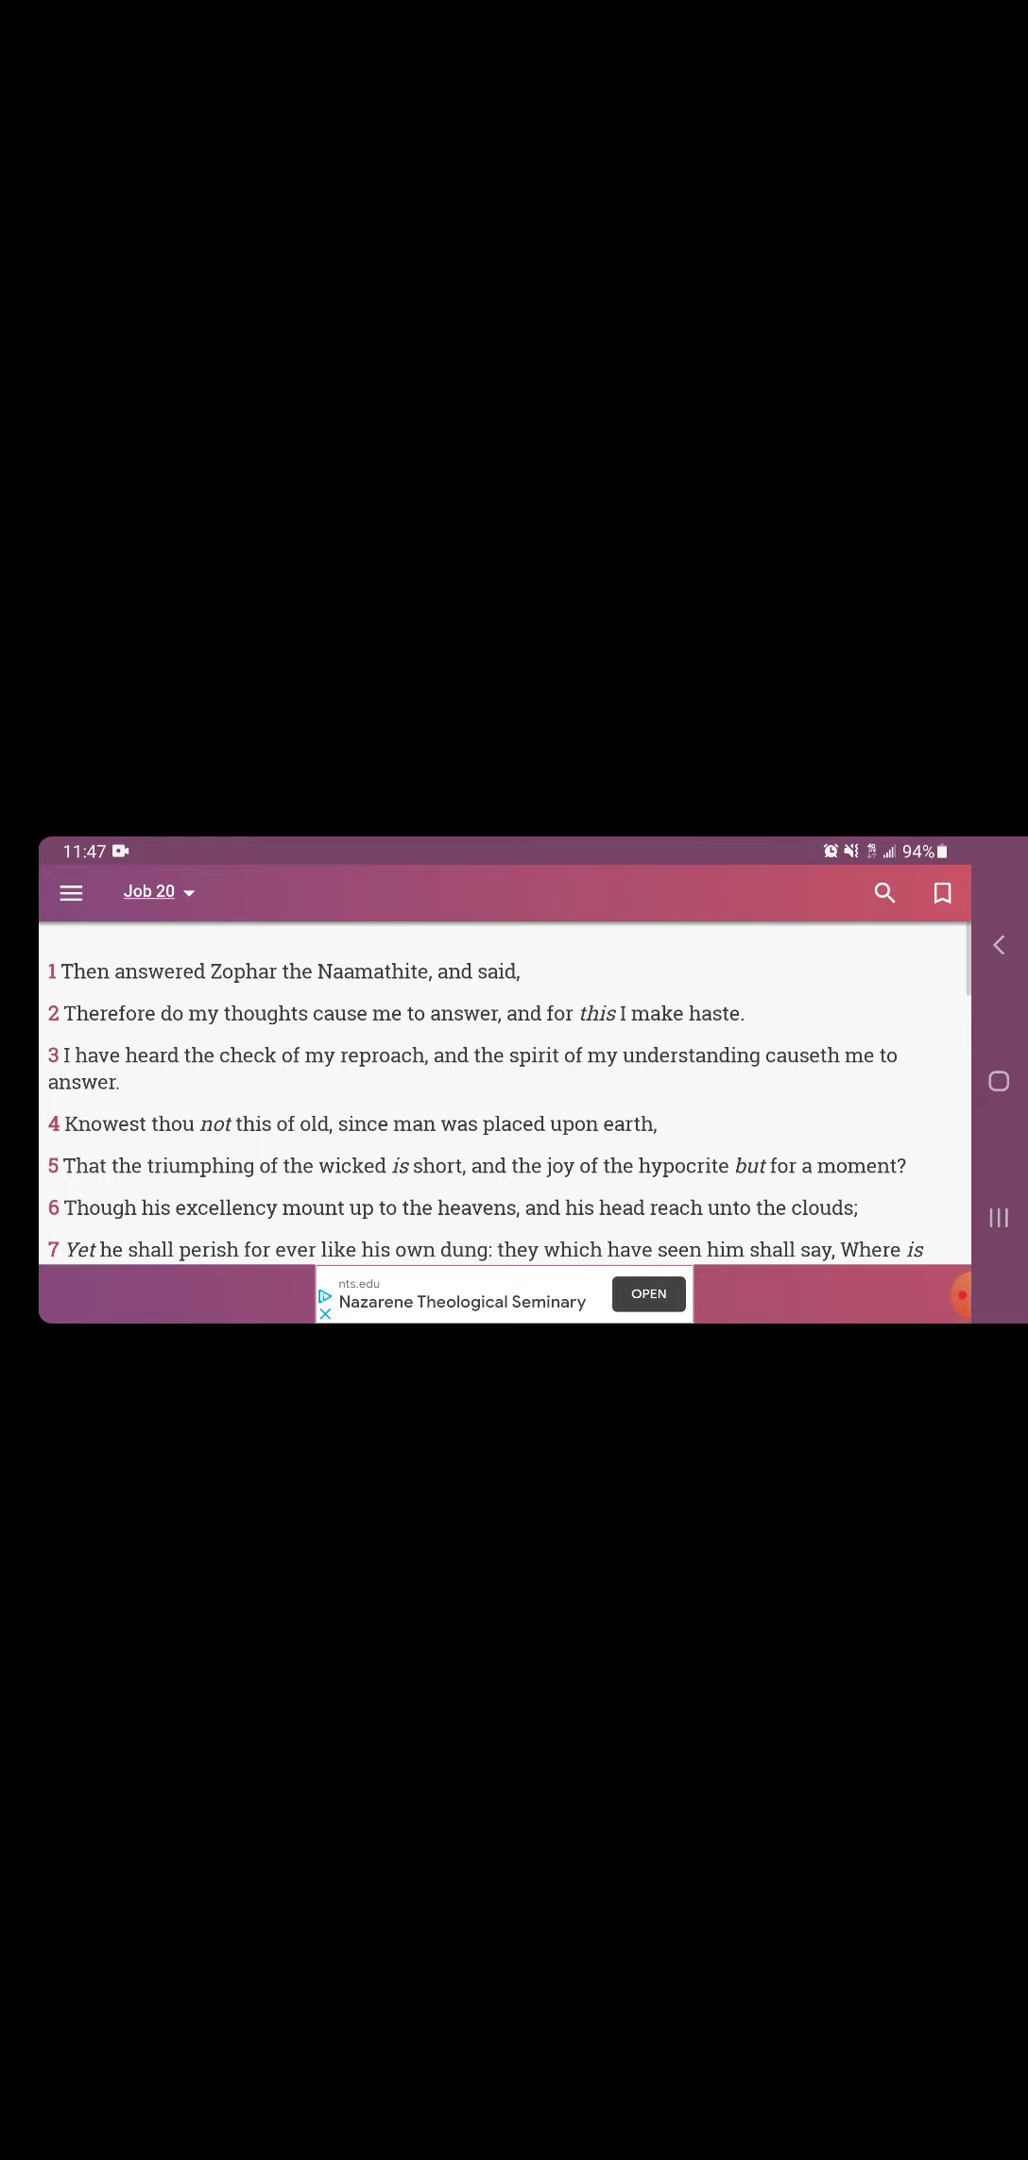 11:47
94%
Job 20
1 Then answered Zophar the Naamathite, and said,
2 Therefore do my thoughts cause me to answer, and for this I make haste.
3 I have heard the check of my reproach, and the spirit of my understanding causeth me to
answer.
4 Knowest thou not this of old, since man was placed upon earth,
5 That the triumphing of the wicked is short, and the joy of the hypocrite but for a moment?
6 Though his excellency mount up to the heavens, and his head reach unto the clouds;
7 Yet he shall perish for ever like his own dung: they which have seen him shall say, Where is
nts.edu
Nazarene Theological Seminary
OPEN